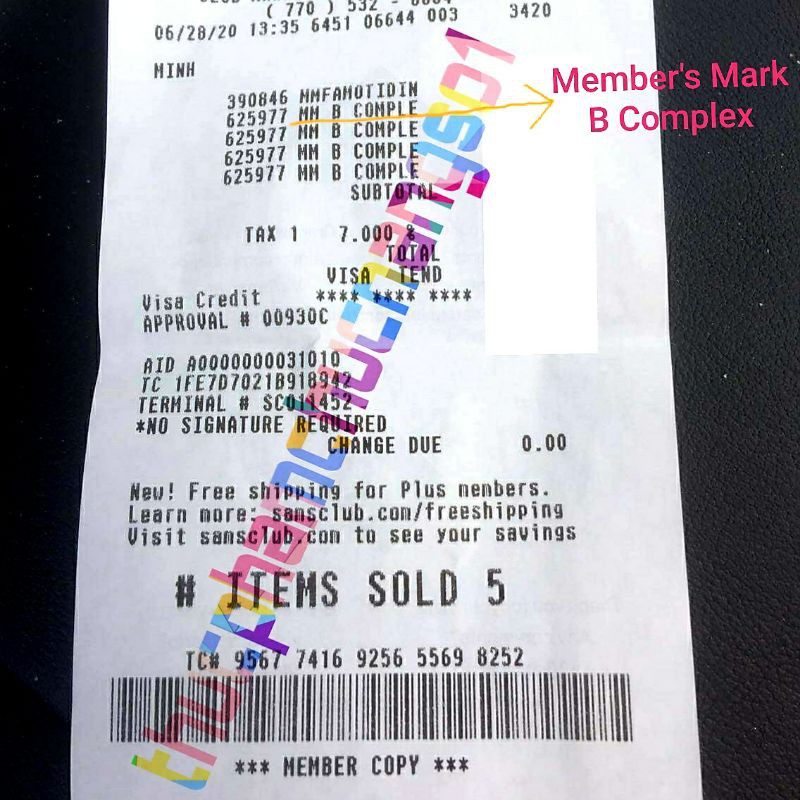 ( 770 ) 532 -
06/28/20 13:35 6451 06644 003 3420
MINH
390846 MMFAMOTIDIN
625977 MM B COMPLE
625977 MM B COMPLE
625977 MM B COMPLE
625977 MM B COMPLE
SUBTOTAL
Member's Mark
B Complex
TAX 1 7.000 %
TOTAL
VISA TEND
Visa Credit **** **** ****
APPROVAL # 00930C
AID A0000000031010
TC 1FE7D7021B918942
TERMINAL # SC011452
*NO SIGNATURE REQUIRED
CHANGE DUE 0.00
New! Free shipping for Plus members.
Learn more: samsclub.com/freeshipping
Visit samsclub.com to see your savings
# ITEMS SOLD 5
TC# 9567 7416 9256 5569 8252
*** MEMBER COPY ***
thucphamchucnangso1